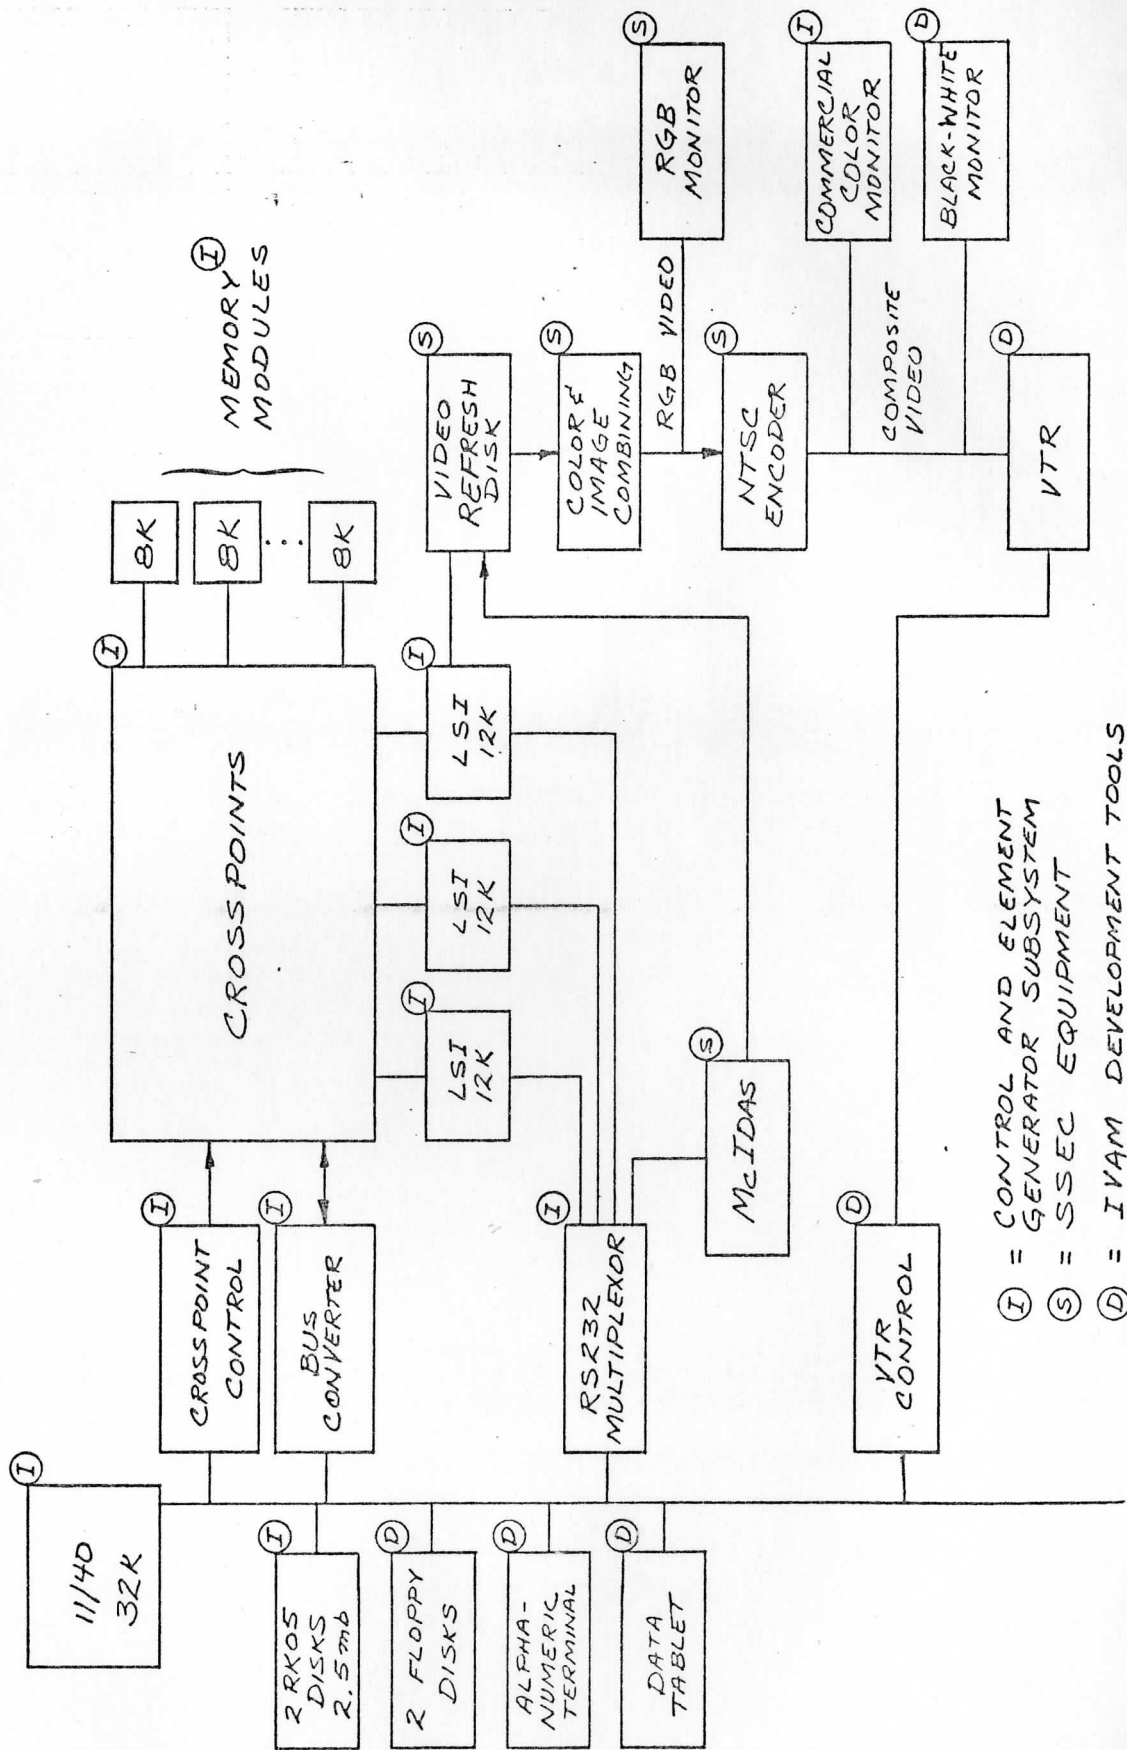 11/40
32K
I
2 RK05
DISKS
2.5mb
I
2 FLOPPY
DISKS
D
ALPHA-
NUMERIC
TERMINAL
D
DATA
TABLET
D
CROSSPOINT
CONTROL
I
BUS
CONVERTER
I
RS232
MULTIPLEXOR
I
VTR
CONTROL
D
CROSSPOINTS
I
LSI
12K
I
LSI
12K
I
LSI
12K
I
McIDAS
S
8K
8K
...
8K
MEMORY I
MODULES
VIDEO
REFRESH
DISK
S
COLOR &
IMAGE
COMBINING
S
RGB VIDEO
NTSC
ENCODER
S
COMPOSITE
VIDEO
VTR
D
RGB
MONITOR
S
COMMERCIAL
COLOR
MONITOR
I
BLACK-WHITE
MONITOR
D
I = CONTROL AND ELEMENT
GENERATOR SUBSYSTEM
S = SSEC EQUIPMENT
D = IVAM DEVELOPMENT TOOLS